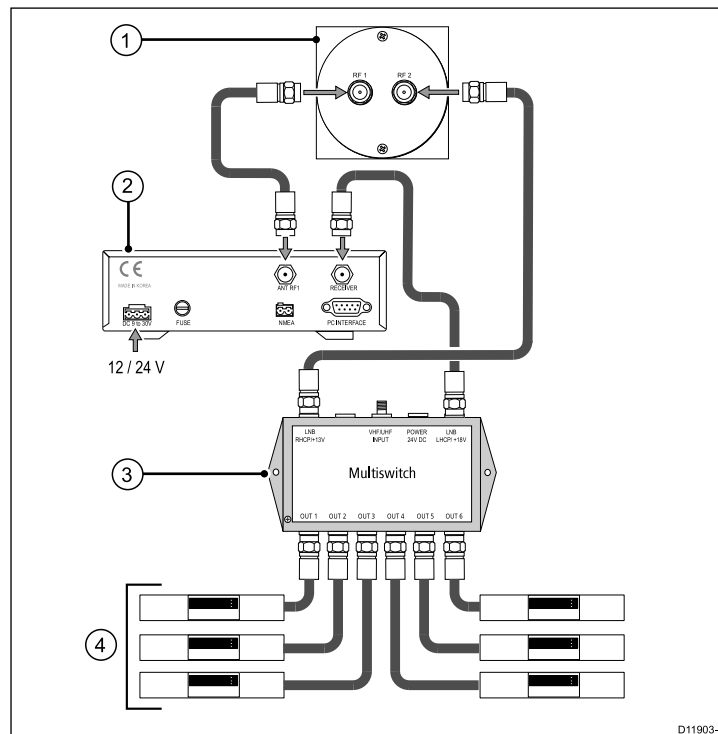 1
RF 1 RF 2
2
CE
MADE IN KOREA
ANT RF1 RECEIVER
DC 9 to 30V FUSE NMEA PC INTERFACE
12 / 24 V
LNB VHF/UHF POWER LNB
RHCP/+13V INPUT 24V DC LHCP/ +18V
3
Multiswitch
OUT 1 OUT 2 OUT 3 OUT 4 OUT 5 OUT 6
4
D11903-